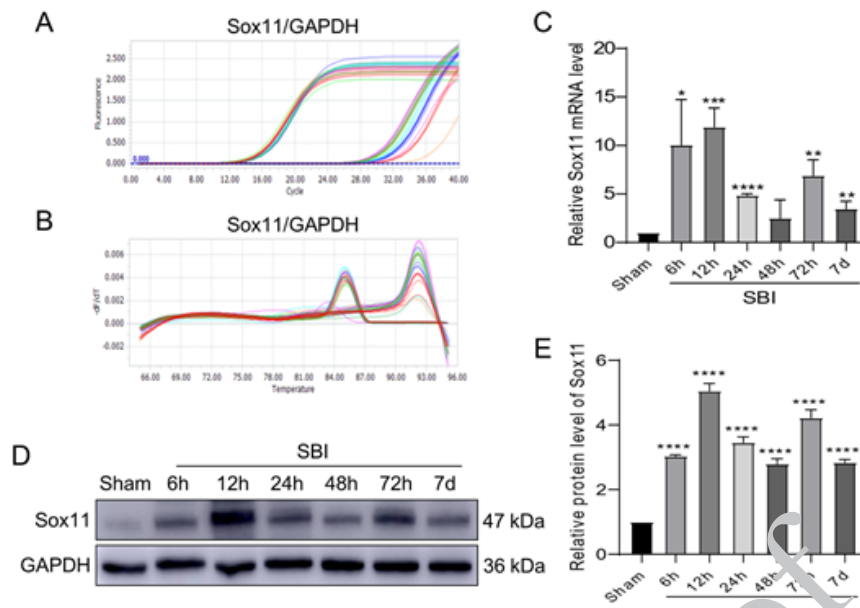 A
Sox11/GAPDH
Fluorescence
2.500
2.000
1.500
1.000
0.500
0.000
0.000
0.00 4.00 8.00 12.00 16.00 20.00 24.00 28.00 32.00 36.00 40.00
Cycle
B
Sox11/GAPDH
-dF/dT
0.006
0.004
0.002
0.000
-0.002
66.00 69.00 72.00 75.00 78.00 81.00 84.00 87.00 90.00 93.00 96.00
Temperature
C
Relative Sox11 mRNA level
20
15
10
5
0
* *** **** ** **
Sham 6h 12h 24h 48h 72h 7d
SBI
D
SBI
Sham 6h 12h 24h 48h 72h 7d
Sox11 47 kDa
GAPDH 36 kDa
E
Relative protein level of Sox11
6
4
2
0
**** **** **** **** **** ****
Sham 6h 12h 24h 48h 7d